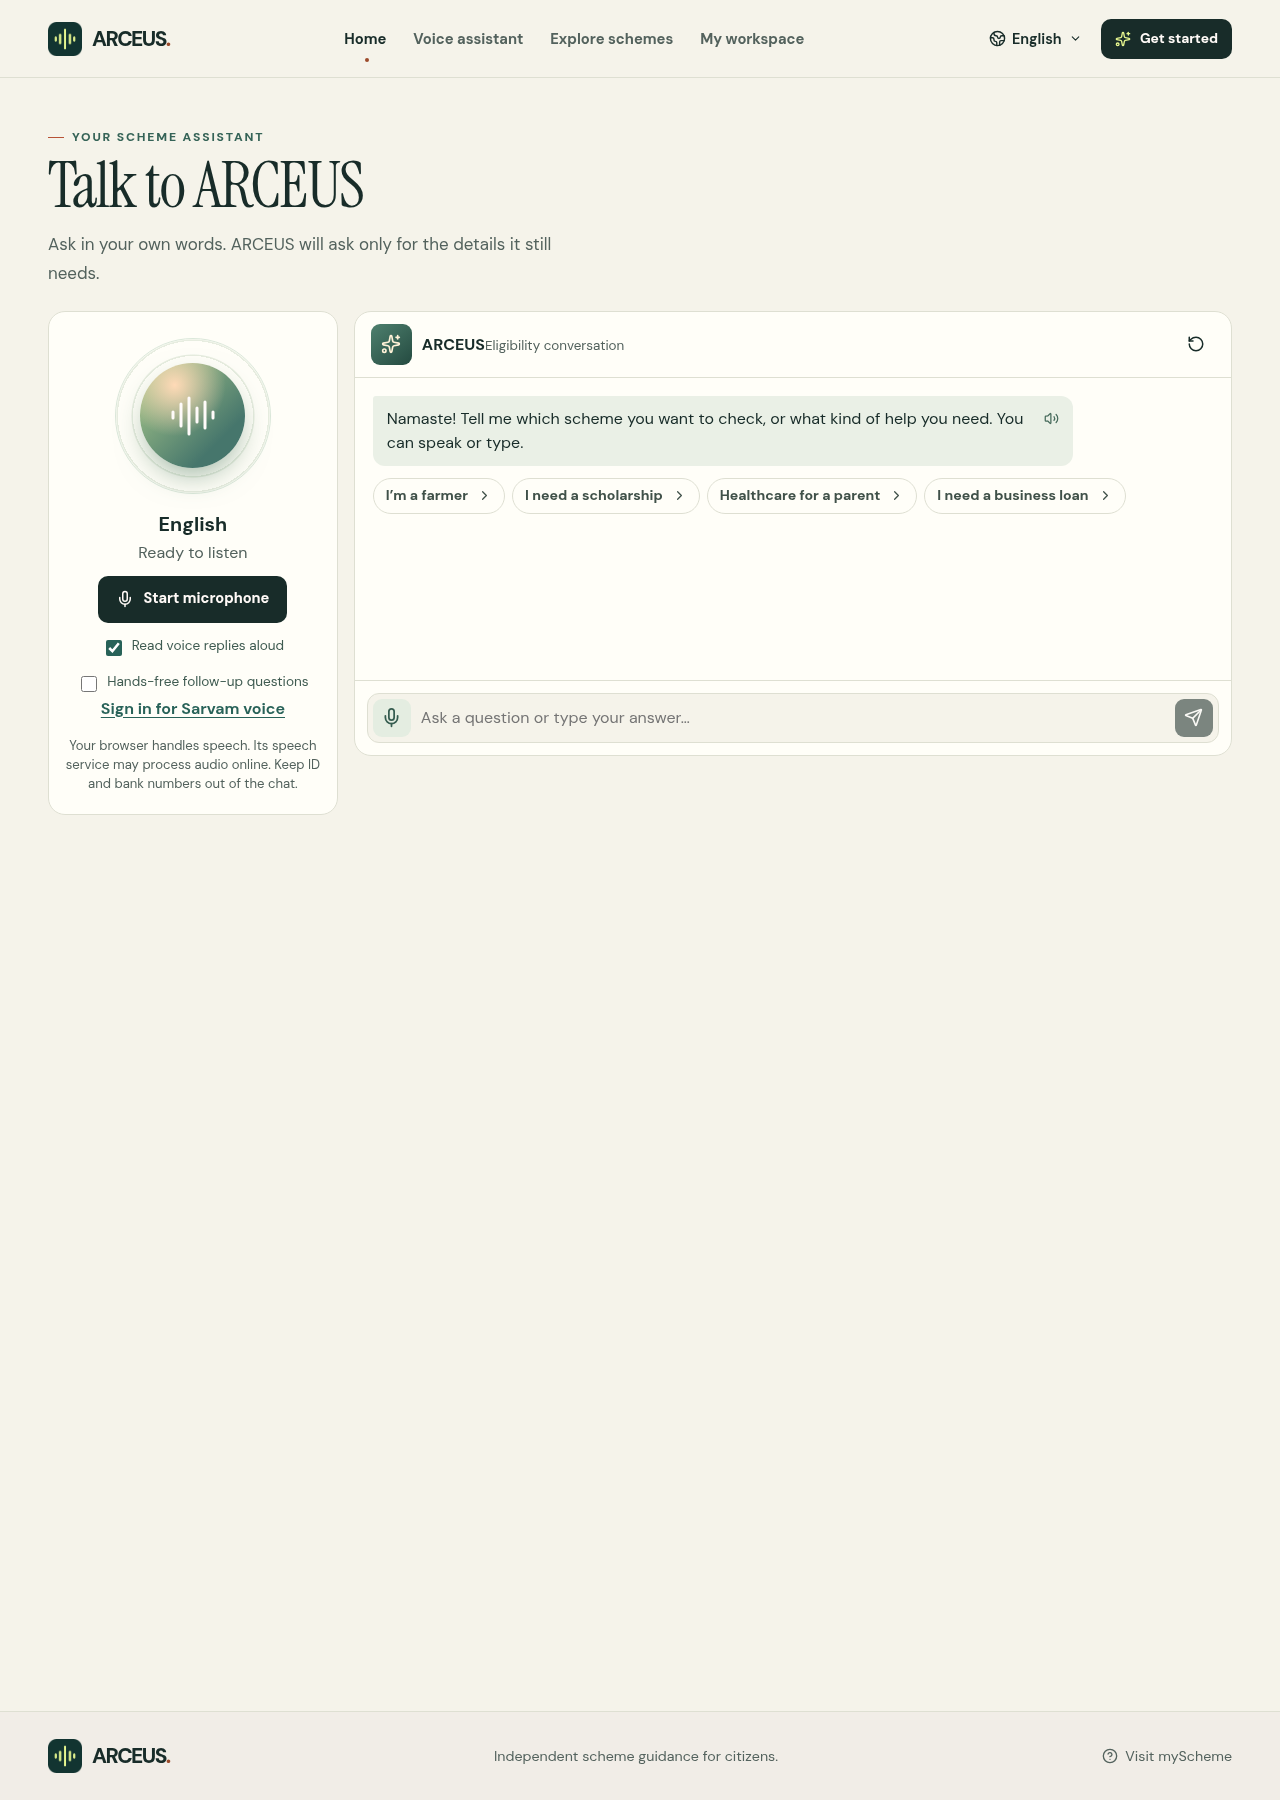 ARCEUS.
Home
Voice assistant
Explore schemes
My workspace
English
Get started
YOUR SCHEME ASSISTANT
Talk to ARCEUS
Ask in your own words. ARCEUS will ask only for the details it still
needs.
English
Ready to listen
Start microphone
Read voice replies aloud
Hands-free follow-up questions
Sign in for Sarvam voice
Your browser handles speech. Its speech
service may process audio online. Keep ID
and bank numbers out of the chat.
ARCEUS Eligibility conversation
Namaste! Tell me which scheme you want to check, or what kind of help you need. You
can speak or type.
I’m a farmer
I need a scholarship
Healthcare for a parent
I need a business loan
Ask a question or type your answer…
ARCEUS.
Independent scheme guidance for citizens.
Visit myScheme